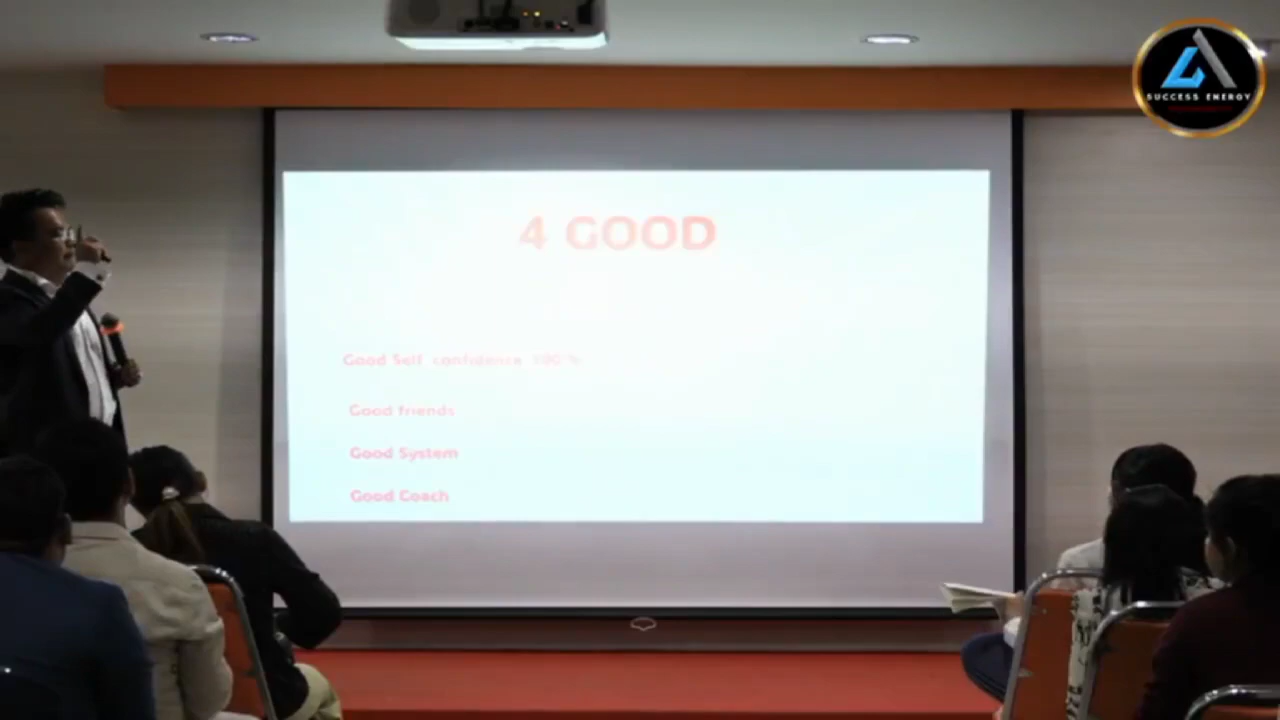 SUCCESS ENERGY
4 GOOD
Good Self confidence 100 %
Good friends
Good System
Good Coach